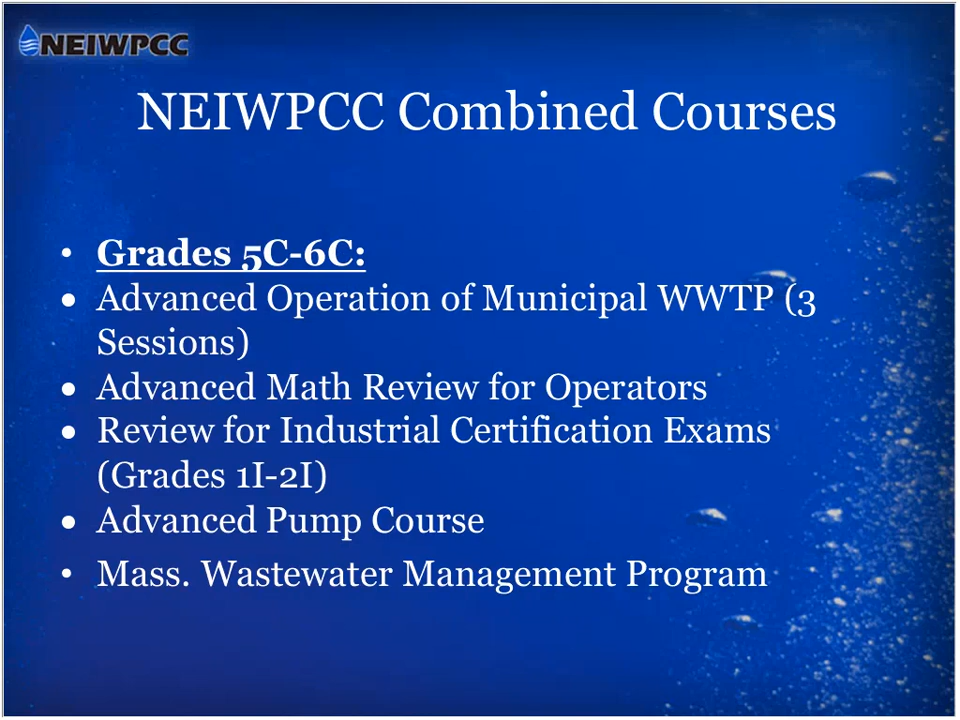 NEIWPCC
NEIWPCC Combined Courses
• Grades 5C-6C:
• Advanced Operation of Municipal WWTP (3
Sessions)
• Advanced Math Review for Operators
• Review for Industrial Certification Exams
(Grades 1I-2I)
• Advanced Pump Course
• Mass. Wastewater Management Program